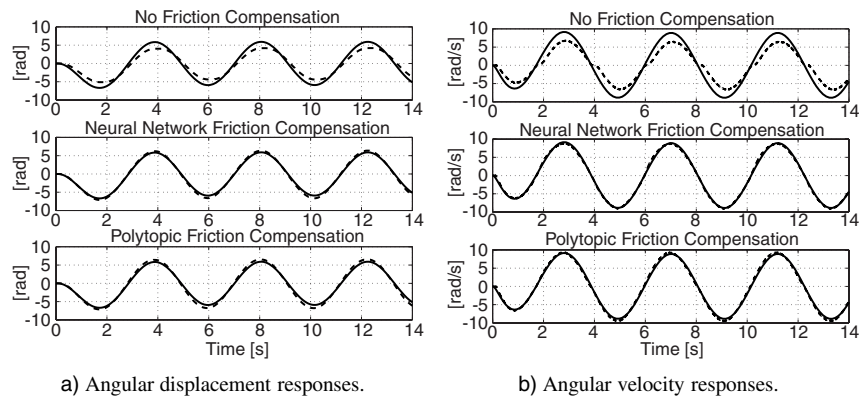 No Friction Compensation
10
5
0
-5
-10
[rad]
0 2 4 6 8 10 12 14
Neural Network Friction Compensation
10
5
0
-5
-10
[rad]
0 2 4 6 8 10 12 14
Polytopic Friction Compensation
10
5
0
-5
-10
[rad]
0 2 4 6 8 10 12 14
Time [s]
a) Angular displacement responses.
No Friction Compensation
10
5
0
-5
-10
[rad/s]
0 2 4 6 8 10 12 14
Neural Network Friction Compensation
10
5
0
-5
-10
[rad/s]
0 2 4 6 8 10 12 14
Polytopic Friction Compensation
10
5
0
-5
-10
[rad/s]
0 2 4 6 8 10 12 14
Time [s]
b) Angular velocity responses.